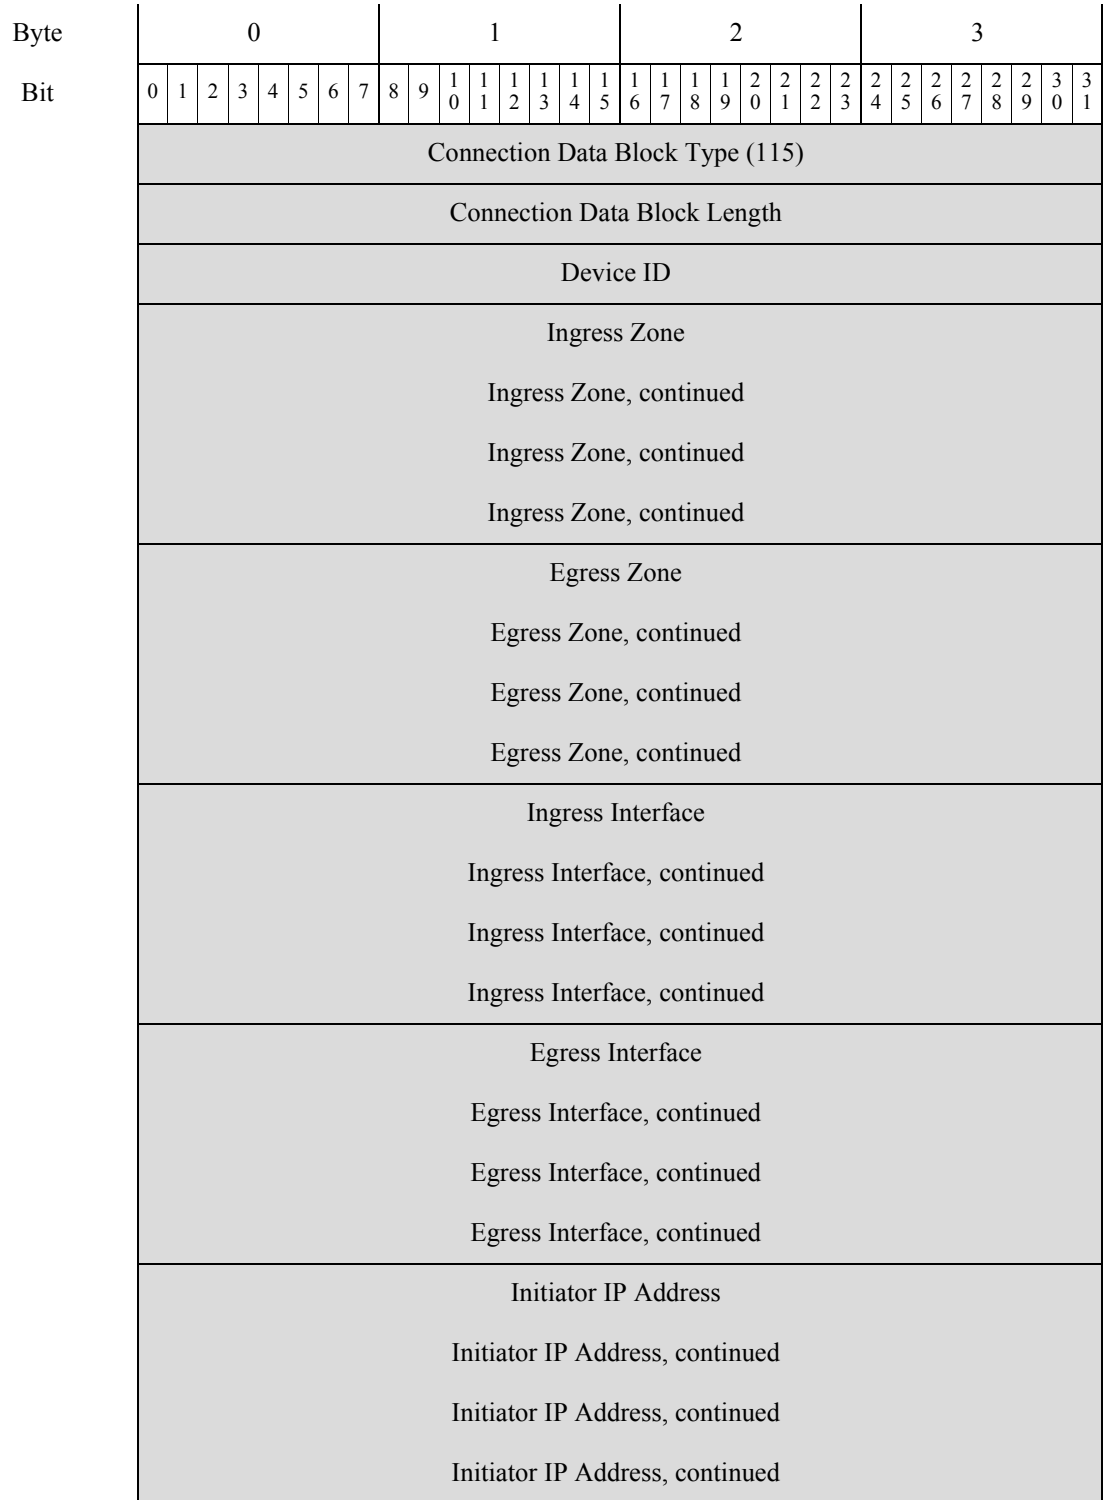 Byte 0 1 2 3
Bit 0 1 2 3 4 5 6 7 8 9 10 11 12 13 14 15 16 17 18 19 20 21 22 23 24 25 26 27 28 29 30 31
Connection Data Block Type (115)
Connection Data Block Length
Device ID
Ingress Zone
Ingress Zone, continued
Ingress Zone, continued
Ingress Zone, continued
Egress Zone
Egress Zone, continued
Egress Zone, continued
Egress Zone, continued
Ingress Interface
Ingress Interface, continued
Ingress Interface, continued
Ingress Interface, continued
Egress Interface
Egress Interface, continued
Egress Interface, continued
Egress Interface, continued
Initiator IP Address
Initiator IP Address, continued
Initiator IP Address, continued
Initiator IP Address, continued